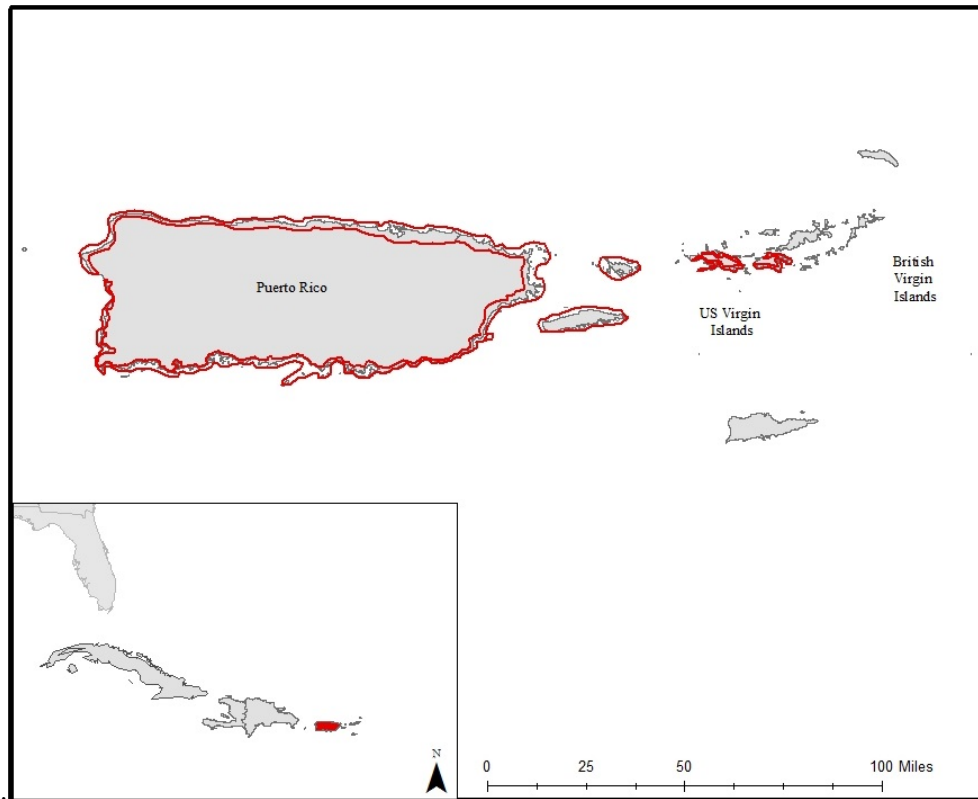 Puerto Rico
British
Virgin
Islands
US Virgin
Islands
N
0 25 50 100 Miles